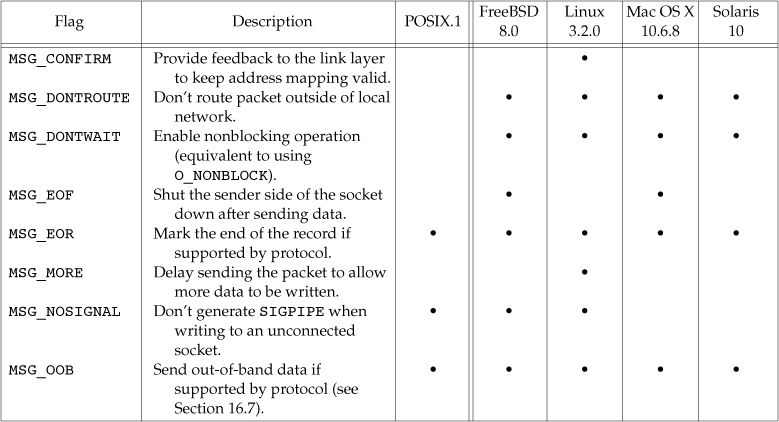 Flag Description POSIX.1 FreeBSD 8.0 Linux 3.2.0 Mac OS X 10.6.8 Solaris 10
MSG_CONFIRM Provide feedback to the link layer
to keep address mapping valid. •
MSG_DONTROUTE Don’t route packet outside of local • • • •
network.
MSG_DONTWAIT Enable nonblocking operation • • • •
(equivalent to using
O_NONBLOCK).
MSG_EOF Shut the sender side of the socket • •
down after sending data.
MSG_EOR Mark the end of the record if • • • • •
supported by protocol.
MSG_MORE Delay sending the packet to allow •
more data to be written.
MSG_NOSIGNAL Don’t generate SIGPIPE when • • •
writing to an unconnected
socket.
MSG_OOB Send out-of-band data if • • • • •
supported by protocol (see
Section 16.7).